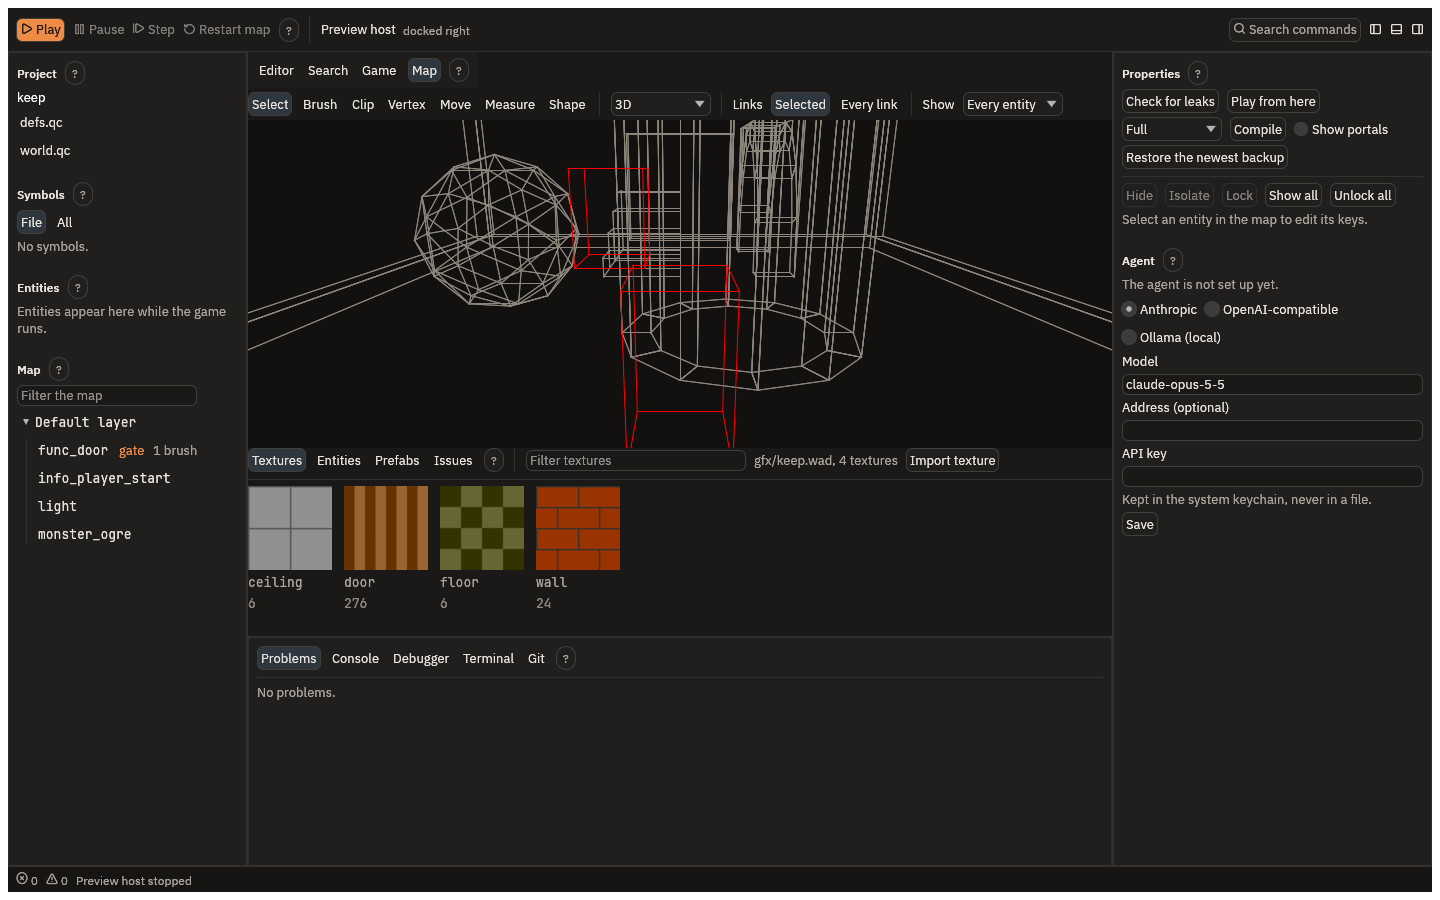 Play Pause Step Restart map ? Preview host docked right Search commands
Project ?
keep
defs.qc
world.qc
Symbols ?
File All
No symbols.
Entities ?
Entities appear here while the game
runs.
Map ?
Filter the map
Default layer
func_door gate 1 brush
info_player_start
light
monster_ogre
Editor Search Game Map ?
Select Brush Clip Vertex Move Measure Shape 3D Links Selected Every link Show Every entity
Textures Entities Prefabs Issues ? Filter textures gfx/keep.wad, 4 textures Import texture
ceiling door floor wall
6 276 6 24
Problems Console Debugger Terminal Git ?
No problems.
Properties ?
Check for leaks Play from here
Full Compile Show portals
Restore the newest backup
Hide Isolate Lock Show all Unlock all
Select an entity in the map to edit its keys.
Agent ?
The agent is not set up yet.
Anthropic OpenAI-compatible
Ollama (local)
Model
claude-opus-5-5
Address (optional)
API key
Kept in the system keychain, never in a file.
Save
0 0 Preview host stopped